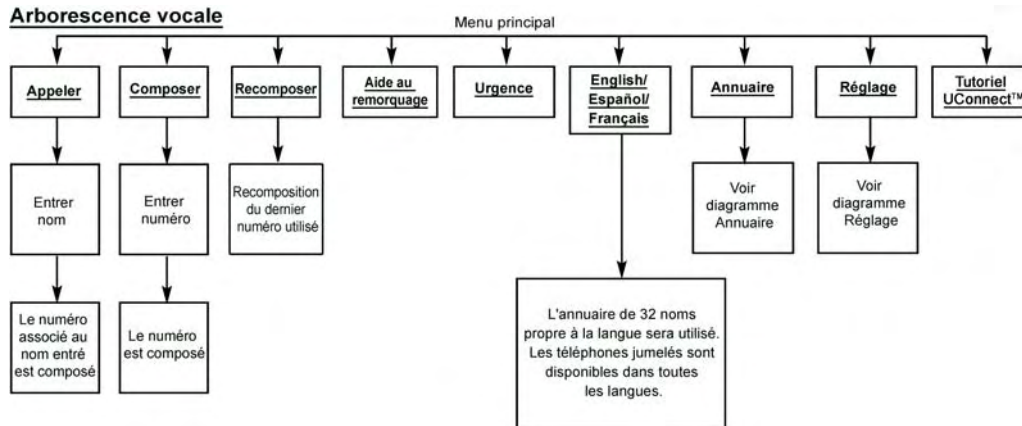 Arborescence vocale
Menu principal
Appeler
Composer
Recomposer
Aide au
remorquage
Urgence
English/
Español/
Français
Annuaire
Réglage
Tutoriel
UConnect™
Entrer
nom
Entrer
numéro
Recomposition
du dernier
numéro utilisé
Voir
diagramme
Annuaire
Voir
diagramme
Réglage
Le numéro
associé au
nom entré
est composé
Le numéro
est composé
L'annuaire de 32 noms
propre à la langue sera utilisé.
Les téléphones jumelés sont
disponibles dans toutes
les langues.